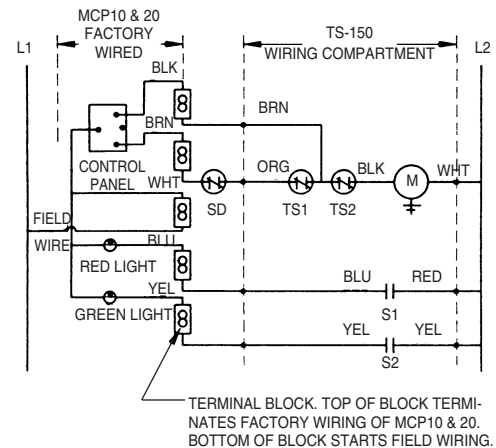 MCP10 & 20
FACTORY
WIRED
TS-150
WIRING COMPARTMENT
L1
L2
BLK
BRN
BRN
CONTROL
PANEL
WHT
SD
ORG
TS1
TS2
BLK
M
WHT
FIELD
WIRE
BLU
RED LIGHT
BLU
RED
S1
YEL
GREEN LIGHT
YEL
YEL
S2
TERMINAL BLOCK. TOP OF BLOCK TERMI-
NATES FACTORY WIRING OF MCP10 & 20.
BOTTOM OF BLOCK STARTS FIELD WIRING.